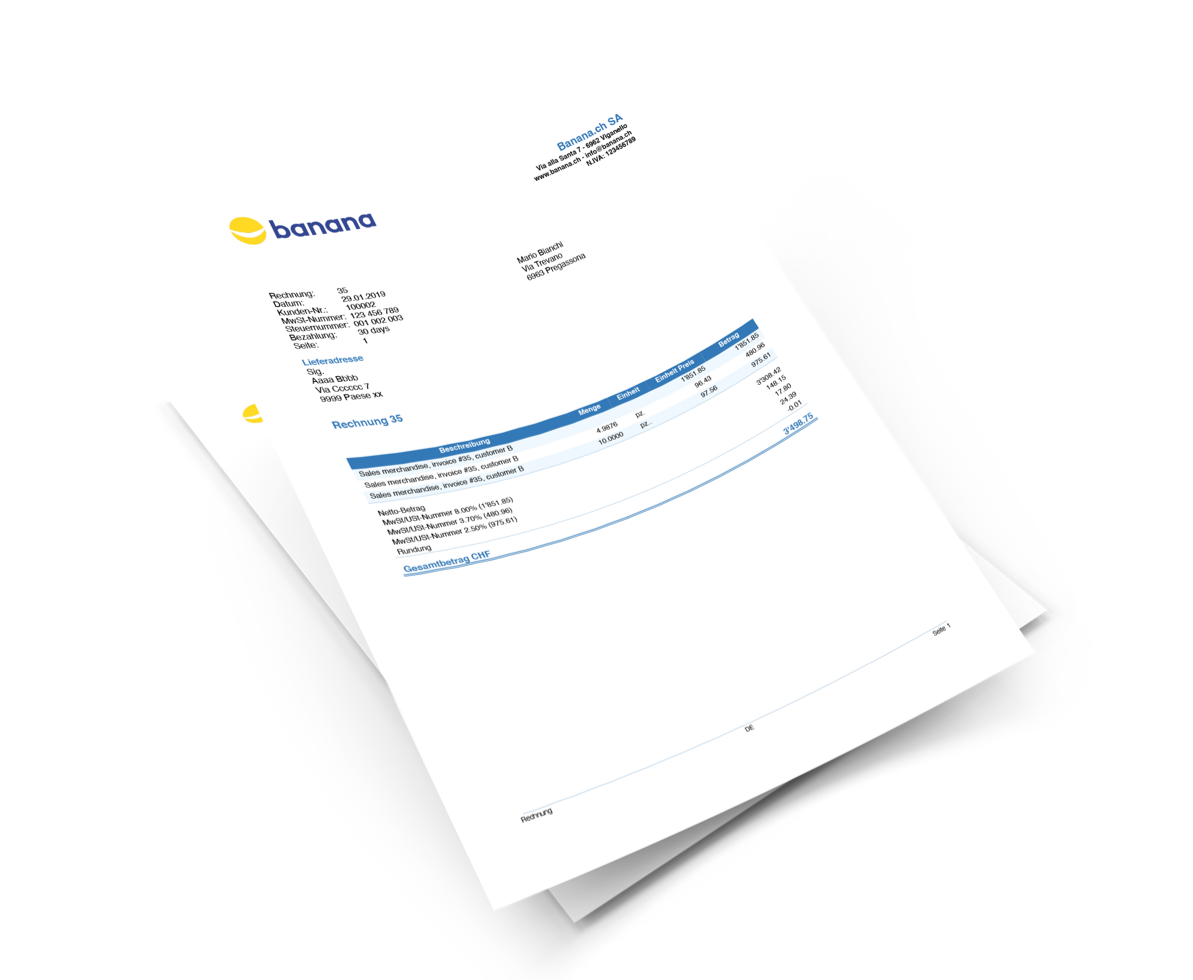 Banana.ch SA
Via alla Santa 7 - 6962 Viganello
www.banana.ch - info@banana.ch
N.IVA: 123456789
banana
Mario Bianchi
Via Trevano
6963 Pregassona
Rechnung: 35
Datum: 29.01.2019
Kunden-Nr.: 100002
MwSt-Nummer: 123 456 789
Steuernummer: 001 002 003
Bezahlung: 30 days
Seite: 1
Lieferadresse
Sig.
Aaaa Bbbb
Via Cccccc 7
9999 Paese xx
Rechnung 35
Beschreibung Menge Einheit Einheit Preis Betrag
Sales merchandise, invoice #35, customer B 1'851.85 1'851.85
Sales merchandise, invoice #35, customer B 4.9876 pz. 96.43 480.96
Sales merchandise, invoice #35, customer B 10.0000 pz.. 97.56 975.61
Netto-Betrag 3'308.42
MwSt/USt-Nummer 8.00% (1'851.85) 148.15
MwSt/USt-Nummer 3.70% (480.96) 17.80
MwSt/USt-Nummer 2.50% (975.61) 24.39
Rundung -0.01
Gesamtbetrag CHF 3'498.75
Rechnung DE Seite 1